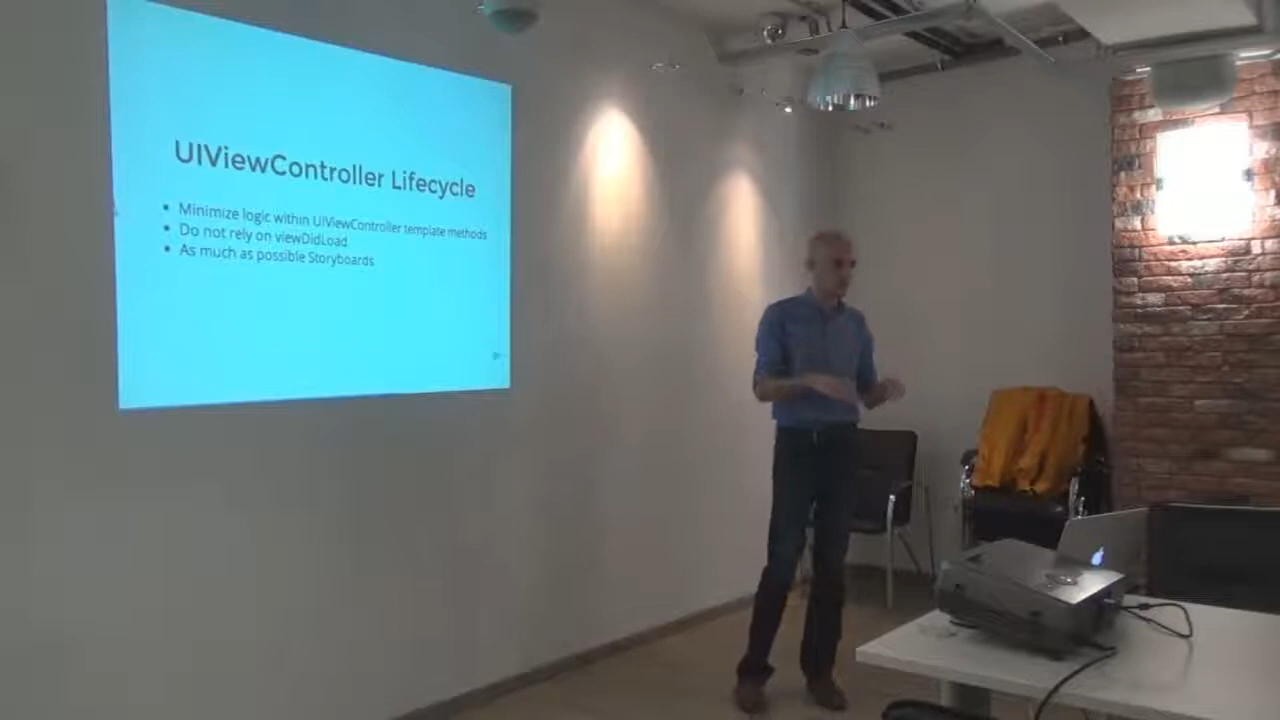 UIViewController Lifecycle
• Minimize logic within UIViewController template methods
• Do not rely on viewDidLoad
• As much as possible Storyboards